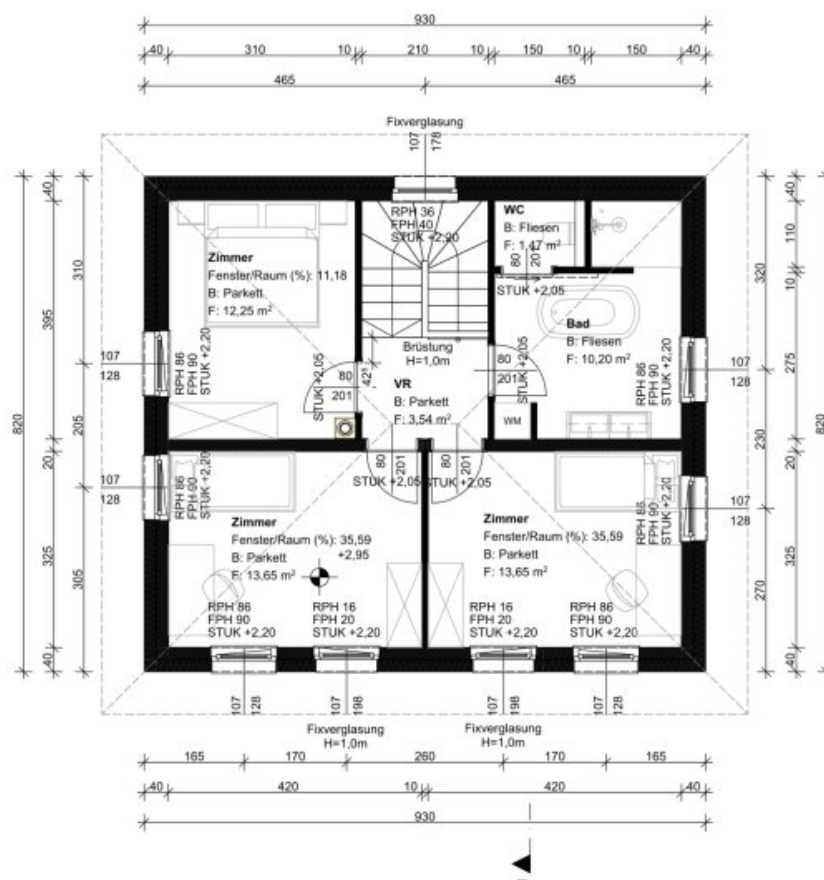 930
40 310 10 210 10 150 10 150 40
465 465
Fixverglasung
107
178
RPH 36
FPH 40
STUK +2,20
WC
B: Fliesen
F: 1,47 m²
80
20
STUK +2,05
Zimmer
Fenster/Raum (%): 11,18
B: Parkett
F: 12,25 m²
80
201
STUK +2,05
Brüstung
H=1,0m
42⁵
VR
B: Parkett
F: 3,54 m²
Bad
B: Fliesen
F: 10,20 m²
80
201
STUK +2,05
WM
107
128
RPH 86
FPH 90
STUK +2,20
107
128
RPH 86
FPH 90
STUK +2,20
80
201
STUK +2,05
80
201
STUK +2,05
107
128
RPH 86
FPH 90
STUK +2,20
107
128
RPH 86
FPH 90
STUK +2,20
Zimmer
Fenster/Raum (%): 35,59
B: Parkett
+2,95
F: 13,65 m²
Zimmer
Fenster/Raum (%): 35,59
B: Parkett
F: 13,65 m²
RPH 86
FPH 90
STUK +2,20
RPH 16
FPH 20
STUK +2,20
RPH 16
FPH 20
STUK +2,20
RPH 86
FPH 90
STUK +2,20
107
128
107
198
107
198
107
128
Fixverglasung
H=1,0m
Fixverglasung
H=1,0m
820
40 395 20 325 40
310 205 305
320 230 270
40 110 10 275 20 325 40
820
165 170 260 170 165
40 420 10 420 40
930